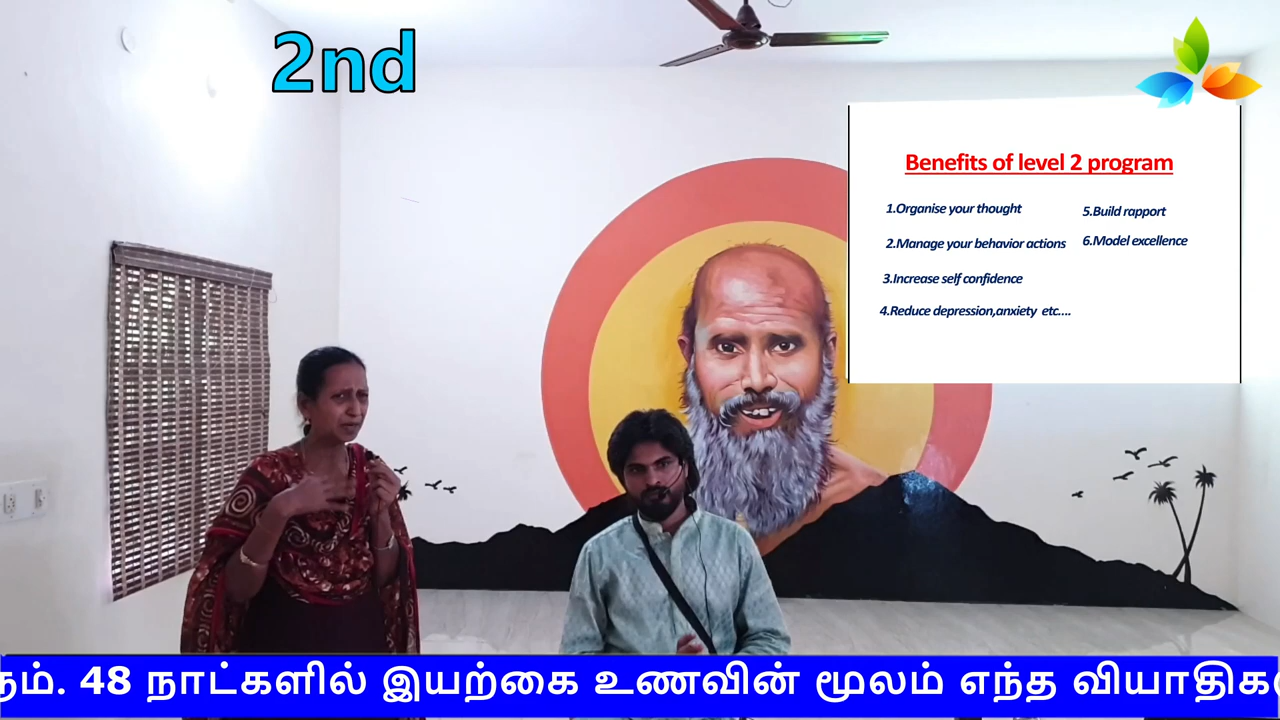 2nd
Benefits of level 2 program
1.Organise your thought
2.Manage your behavior actions
3.Increase self confidence
4.Reduce depression,anxiety etc....
5.Build rapport
6.Model excellence
48 நாட்களில் இயற்கை உணவின் மூலம் எந்த